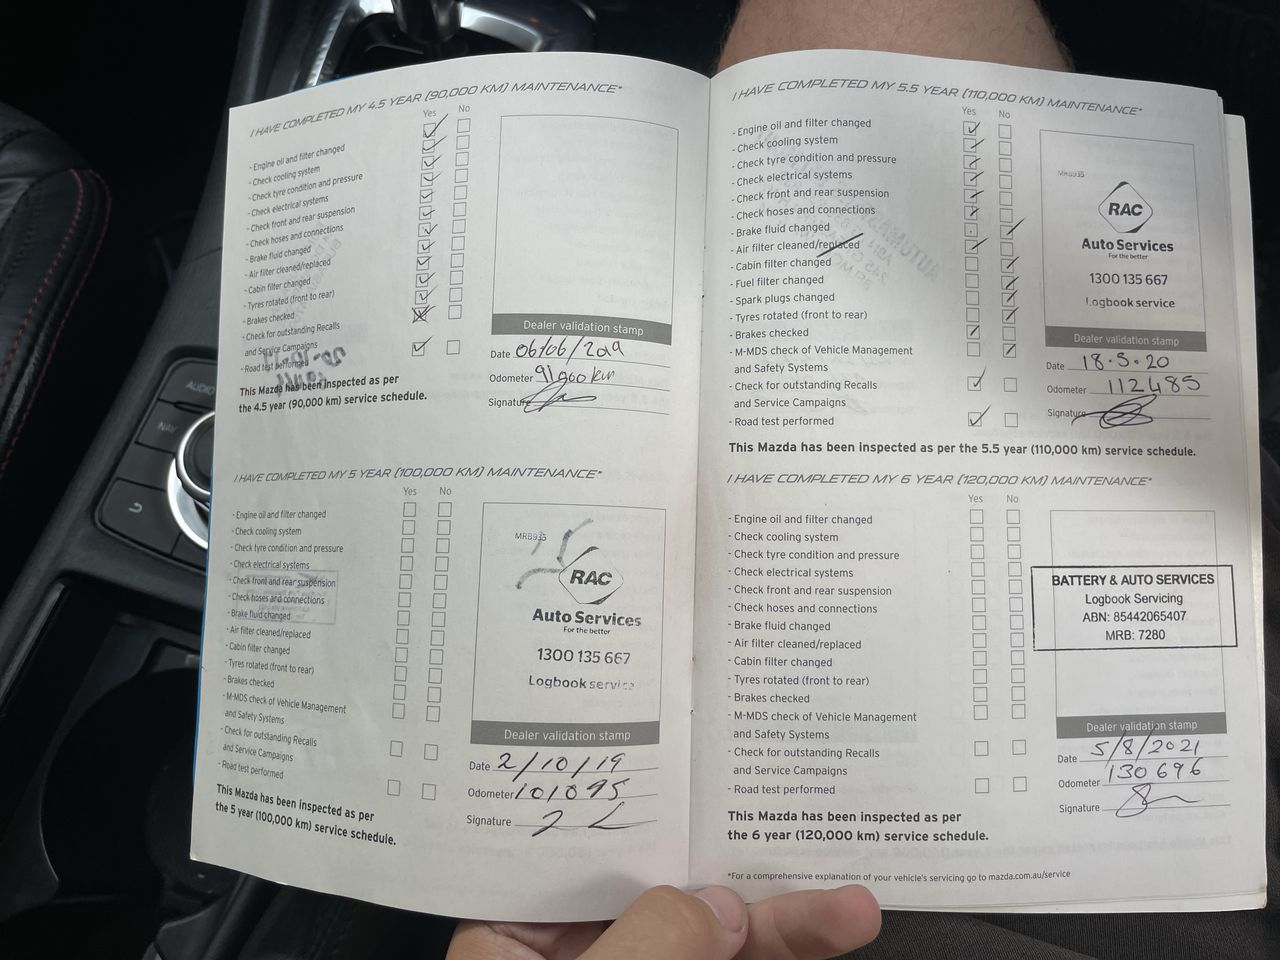 I HAVE COMPLETED MY 4.5 YEAR (90,000 KM) MAINTENANCE*
Yes No
- Engine oil and filter changed
- Check cooling system
- Check tyre condition and pressure
- Check electrical systems
- Check front and rear suspension
- Check hoses and connections
- Brake fluid changed
- Air filter cleaned/replaced
- Cabin filter changed
- Tyres rotated (front to rear)
- Brakes checked
- Check for outstanding Recalls
and Service Campaigns
- Road test performed
This Mazda has been inspected as per
the 4.5 year (90,000 km) service schedule.
Dealer validation stamp
Date 06/06/2019
Odometer 91900 km
Signature
I HAVE COMPLETED MY 5 YEAR (100,000 KM) MAINTENANCE*
Yes No
- Engine oil and filter changed
- Check cooling system
- Check tyre condition and pressure
- Check electrical systems
- Check front and rear suspension
- Check hoses and connections
- Brake fluid changed
- Air filter cleaned/replaced
- Cabin filter changed
- Tyres rotated (front to rear)
- Brakes checked
- M-MDS check of Vehicle Management
and Safety Systems
- Check for outstanding Recalls
and Service Campaigns
- Road test performed
This Mazda has been inspected as per
the 5 year (100,000 km) service schedule.
MRB935
RAC
Auto Services
For the better
1300 135 667
Logbook service
Dealer validation stamp
Date 2/10/19
Odometer 101095
Signature
I HAVE COMPLETED MY 5.5 YEAR (110,000 KM) MAINTENANCE*
Yes No
- Engine oil and filter changed
- Check cooling system
- Check tyre condition and pressure
- Check electrical systems
- Check front and rear suspension
- Check hoses and connections
- Brake fluid changed
- Air filter cleaned/replaced
- Cabin filter changed
- Fuel filter changed
- Spark plugs changed
- Tyres rotated (front to rear)
- Brakes checked
- M-MDS check of Vehicle Management
and Safety Systems
- Check for outstanding Recalls
and Service Campaigns
- Road test performed
This Mazda has been inspected as per the 5.5 year (110,000 km) service schedule.
MRB935
RAC
Auto Services
For the better
1300 135 667
Logbook service
Dealer validation stamp
Date 18.3.20
Odometer 112485
Signature
I HAVE COMPLETED MY 6 YEAR (120,000 KM) MAINTENANCE*
Yes No
- Engine oil and filter changed
- Check cooling system
- Check tyre condition and pressure
- Check electrical systems
- Check front and rear suspension
- Check hoses and connections
- Brake fluid changed
- Air filter cleaned/replaced
- Cabin filter changed
- Tyres rotated (front to rear)
- Brakes checked
- M-MDS check of Vehicle Management
and Safety Systems
- Check for outstanding Recalls
and Service Campaigns
- Road test performed
This Mazda has been inspected as per
the 6 year (120,000 km) service schedule.
BATTERY & AUTO SERVICES
Logbook Servicing
ABN: 85442065407
MRB: 7280
Dealer validation stamp
Date 5/8/2021
Odometer 130696
Signature
*For a comprehensive explanation of your vehicle's servicing go to mazda.com.au/service
AUDIO
NAV